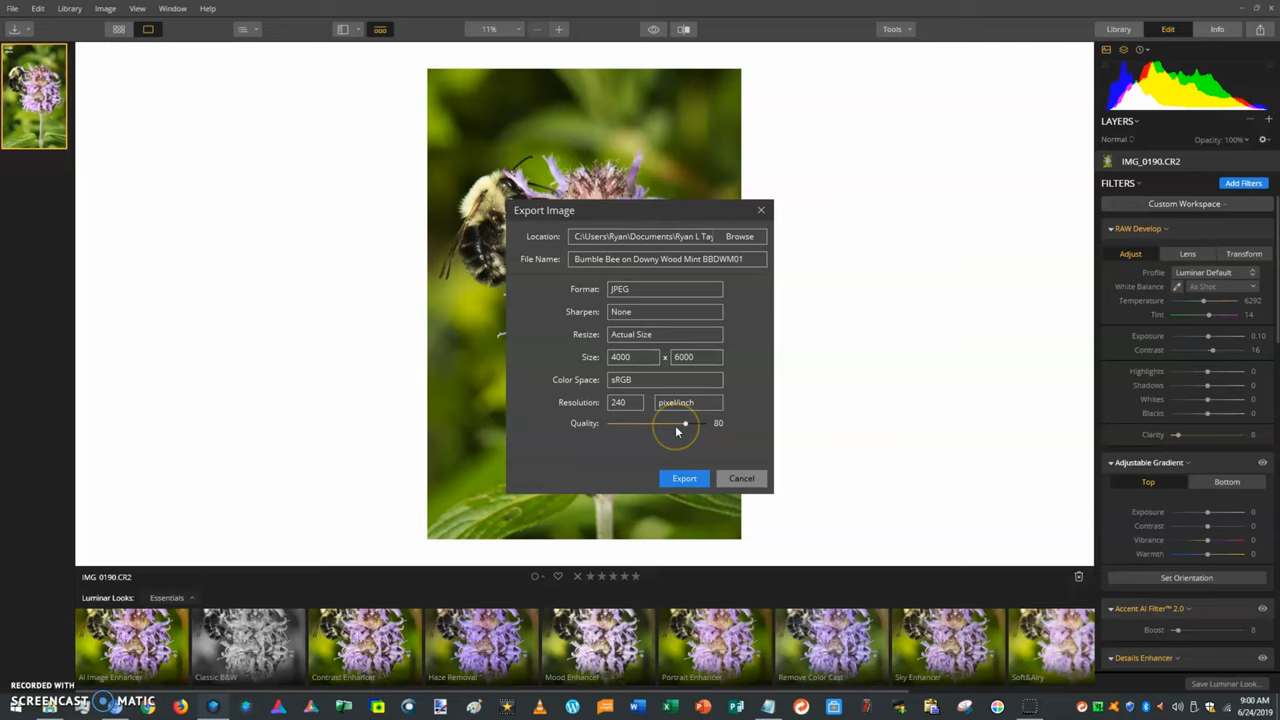 File Edit Library Image View Window Help
11% Tools Library Edit Info
LAYERS
Normal Opacity: 100%
IMG_0190.CR2
FILTERS Add Filters
Custom Workspace
RAW Develop
Adjust Lens Transform
Profile Luminar Default
White Balance As Shot
Temperature 6292
Tint 14
Exposure 0.10
Contrast 16
Highlights 0
Shadows 0
Whites 0
Blacks 0
Clarity 8
Adjustable Gradient
Top Bottom
Exposure 0
Contrast 0
Vibrance 0
Warmth 0
Set Orientation
Accent AI Filter™ 2.0
Boost 8
Details Enhancer
Save Luminar Look...
Export Image
Location: C:\Users\Ryan\Documents\Ryan L Tay Browse
File Name: Bumble Bee on Downy Wood Mint BBDWM01
Format: JPEG
Sharpen: None
Resize: Actual Size
Size: 4000 x 6000
Color Space: sRGB
Resolution: 240 pixel/inch
Quality: 80
Export Cancel
IMG_0190.CR2
Luminar Looks: Essentials
AI Image Enhancer Classic B&W Contrast Enhancer Haze Removal Mood Enhancer Portrait Enhancer Remove Color Cast Sky Enhancer Soft&Airy
RECORDED WITH
SCREENCAST MATIC
9:00 AM
6/24/2019